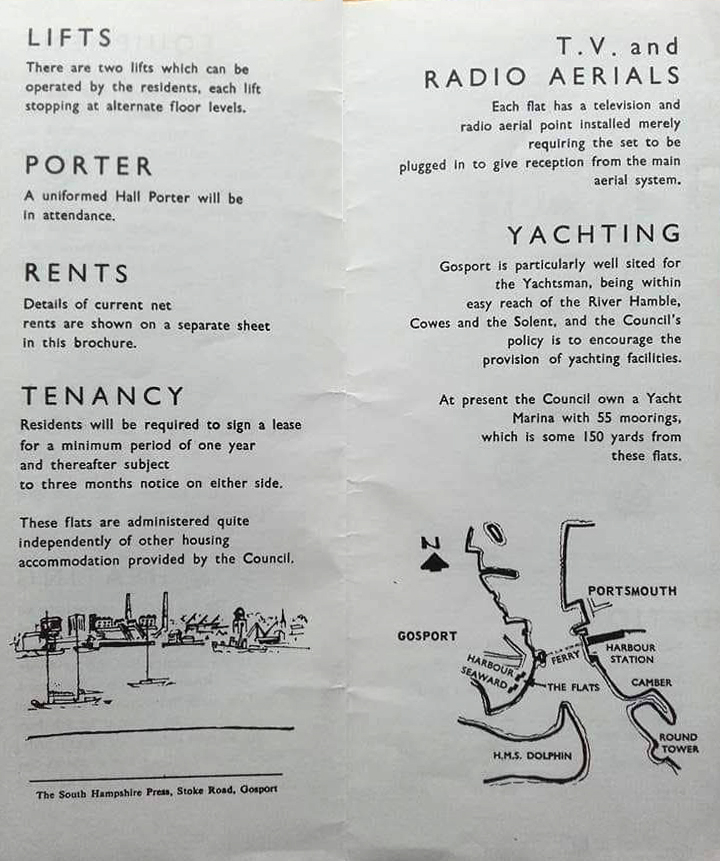 LIFTS
There are two lifts which can be
operated by the residents, each lift
stopping at alternate floor levels.
PORTER
A uniformed Hall Porter will be
in attendance.
RENTS
Details of current net
rents are shown on a separate sheet
in this brochure.
TENANCY
Residents will be required to sign a lease
for a minimum period of one year
and thereafter subject
to three months notice on either side.
These flats are administered quite
independently of other housing
accommodation provided by the Council.
The South Hampshire Press, Stoke Road, Gosport
T.V. and
RADIO AERIALS
Each flat has a television and
radio aerial point installed merely
requiring the set to be
plugged in to give reception from the main
aerial system.
YACHTING
Gosport is particularly well sited for
the Yachtsman, being within
easy reach of the River Hamble,
Cowes and the Solent, and the Council's
policy is to encourage the
provision of yachting facilities.
At present the Council own a Yacht
Marina with 55 moorings,
which is some 150 yards from
these flats.
N
PORTSMOUTH
GOSPORT
HARBOUR
STATION
FERRY
HARBOUR
SEAWARD
THE FLATS
CAMBER
ROUND
TOWER
H.M.S. DOLPHIN